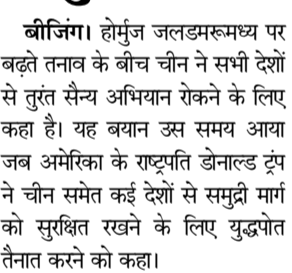 बीजिंग। होर्मुज जलडमरूमध्य पर
बढ़ते तनाव के बीच चीन ने सभी देशों
से तुरंत सैन्य अभियान रोकने के लिए
कहा है। यह बयान उस समय आया
जब अमेरिका के राष्ट्रपति डोनाल्ड ट्रंप
ने चीन समेत कई देशों से समुद्री मार्ग
को सुरक्षित रखने के लिए युद्धपोत
तैनात करने को कहा।